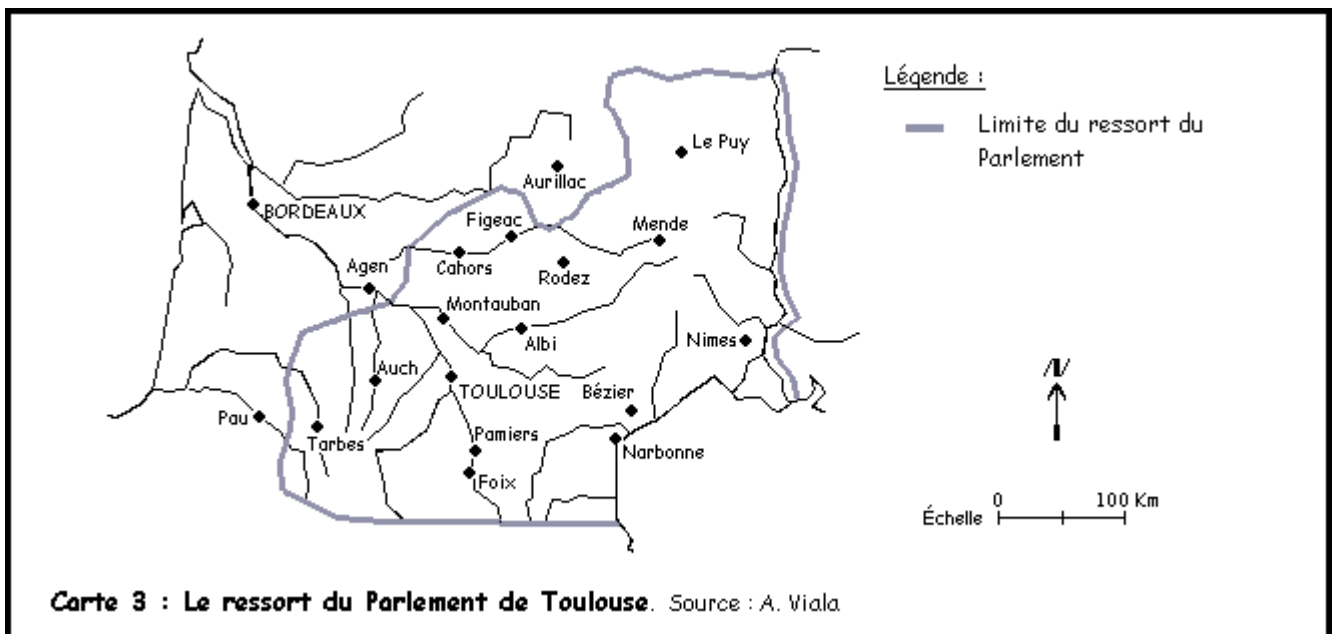 Légende :
Limite du ressort du
Parlement
Le Puy
Aurillac
BORDEAUX
Figeac
Mende
Agen
Cahors
Rodez
Montauban
Albi
Nimes
Auch
TOULOUSE
Bézier
Pau
Tarbes
Pamiers
Narbonne
Foix
N
0 100 Km
Échelle
Carte 3 : Le ressort du Parlement de Toulouse. Source : A. Viala